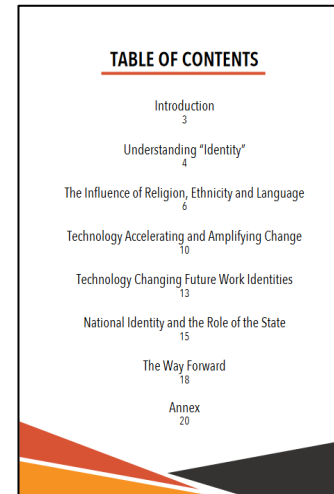 TABLE OF CONTENTS
Introduction
3
Understanding “Identity”
4
The Influence of Religion, Ethnicity and Language
6
Technology Accelerating and Amplifying Change
10
Technology Changing Future Work Identities
13
National Identity and the Role of the State
15
The Way Forward
18
Annex
20